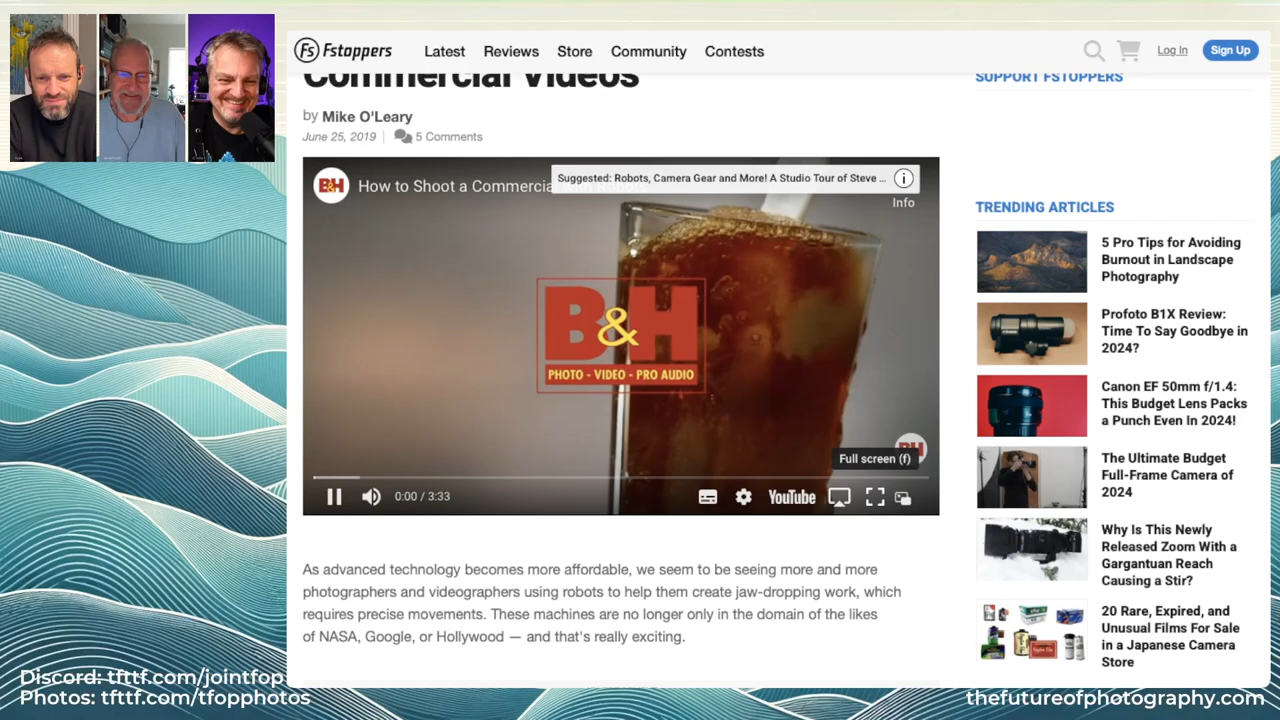 Fs Fstoppers
Latest
Reviews
Store
Community
Contests
Log In
Sign Up
Commercial Videos
by Mike O'Leary
June 25, 2019
5 Comments
B&H
How to Shoot a Commercial
Suggested: Robots, Camera Gear and More! A Studio Tour of Steve ...
Info
B&H
PHOTO - VIDEO - PRO AUDIO
Full screen (f)
0:00 / 3:33
YouTube
As advanced technology becomes more affordable, we seem to be seeing more and more
photographers and videographers using robots to help them create jaw-dropping work, which
requires precise movements. These machines are no longer only in the domain of the likes
of NASA, Google, or Hollywood — and that's really exciting.
SUPPORT FSTOPPERS
TRENDING ARTICLES
5 Pro Tips for Avoiding
Burnout in Landscape
Photography
Profoto B1X Review:
Time To Say Goodbye in
2024?
Canon EF 50mm f/1.4:
This Budget Lens Packs
a Punch Even In 2024!
The Ultimate Budget
Full-Frame Camera of
2024
Why Is This Newly
Released Zoom With a
Gargantuan Reach
Causing a Stir?
20 Rare, Expired, and
Unusual Films For Sale
in a Japanese Camera
Store
Discord: tfttf.com/jointfop
Photos: tfttf.com/tfopphotos
thefutureofphotography.com